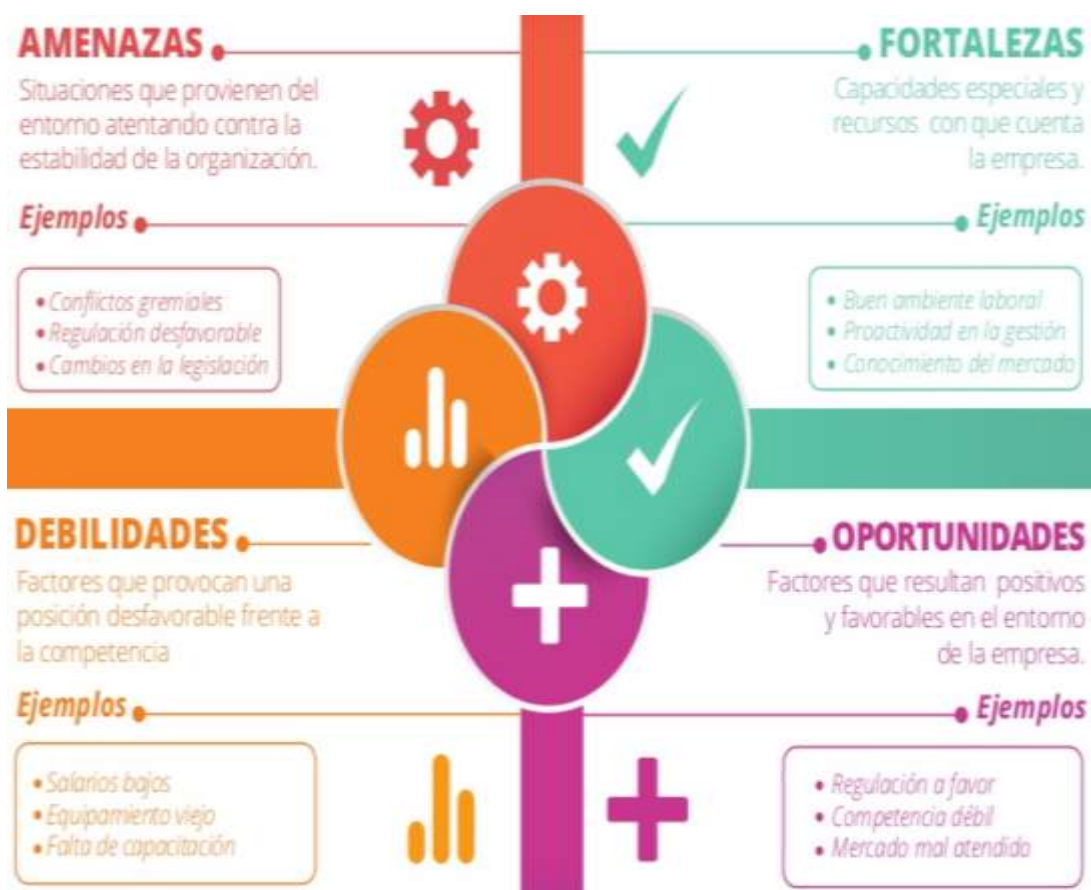 AMENAZAS
Situaciones que provienen del
entorno atentando contra la
estabilidad de la organización.
Ejemplos
• Conflictos gremiales
• Regulación desfavorable
• Cambios en la legislación
FORTALEZAS
Capacidades especiales y
recursos con que cuenta
la empresa.
Ejemplos
• Buen ambiente laboral
• Proactividad en la gestión
• Conocimiento del mercado
DEBILIDADES
Factores que provocan una
posición desfavorable frente a
la competencia
Ejemplos
• Salarios bajos
• Equipamiento viejo
• Falta de capacitación
OPORTUNIDADES
Factores que resultan positivos
y favorables en el entorno
de la empresa.
Ejemplos
• Regulación a favor
• Competencia débil
• Mercado mal atendido